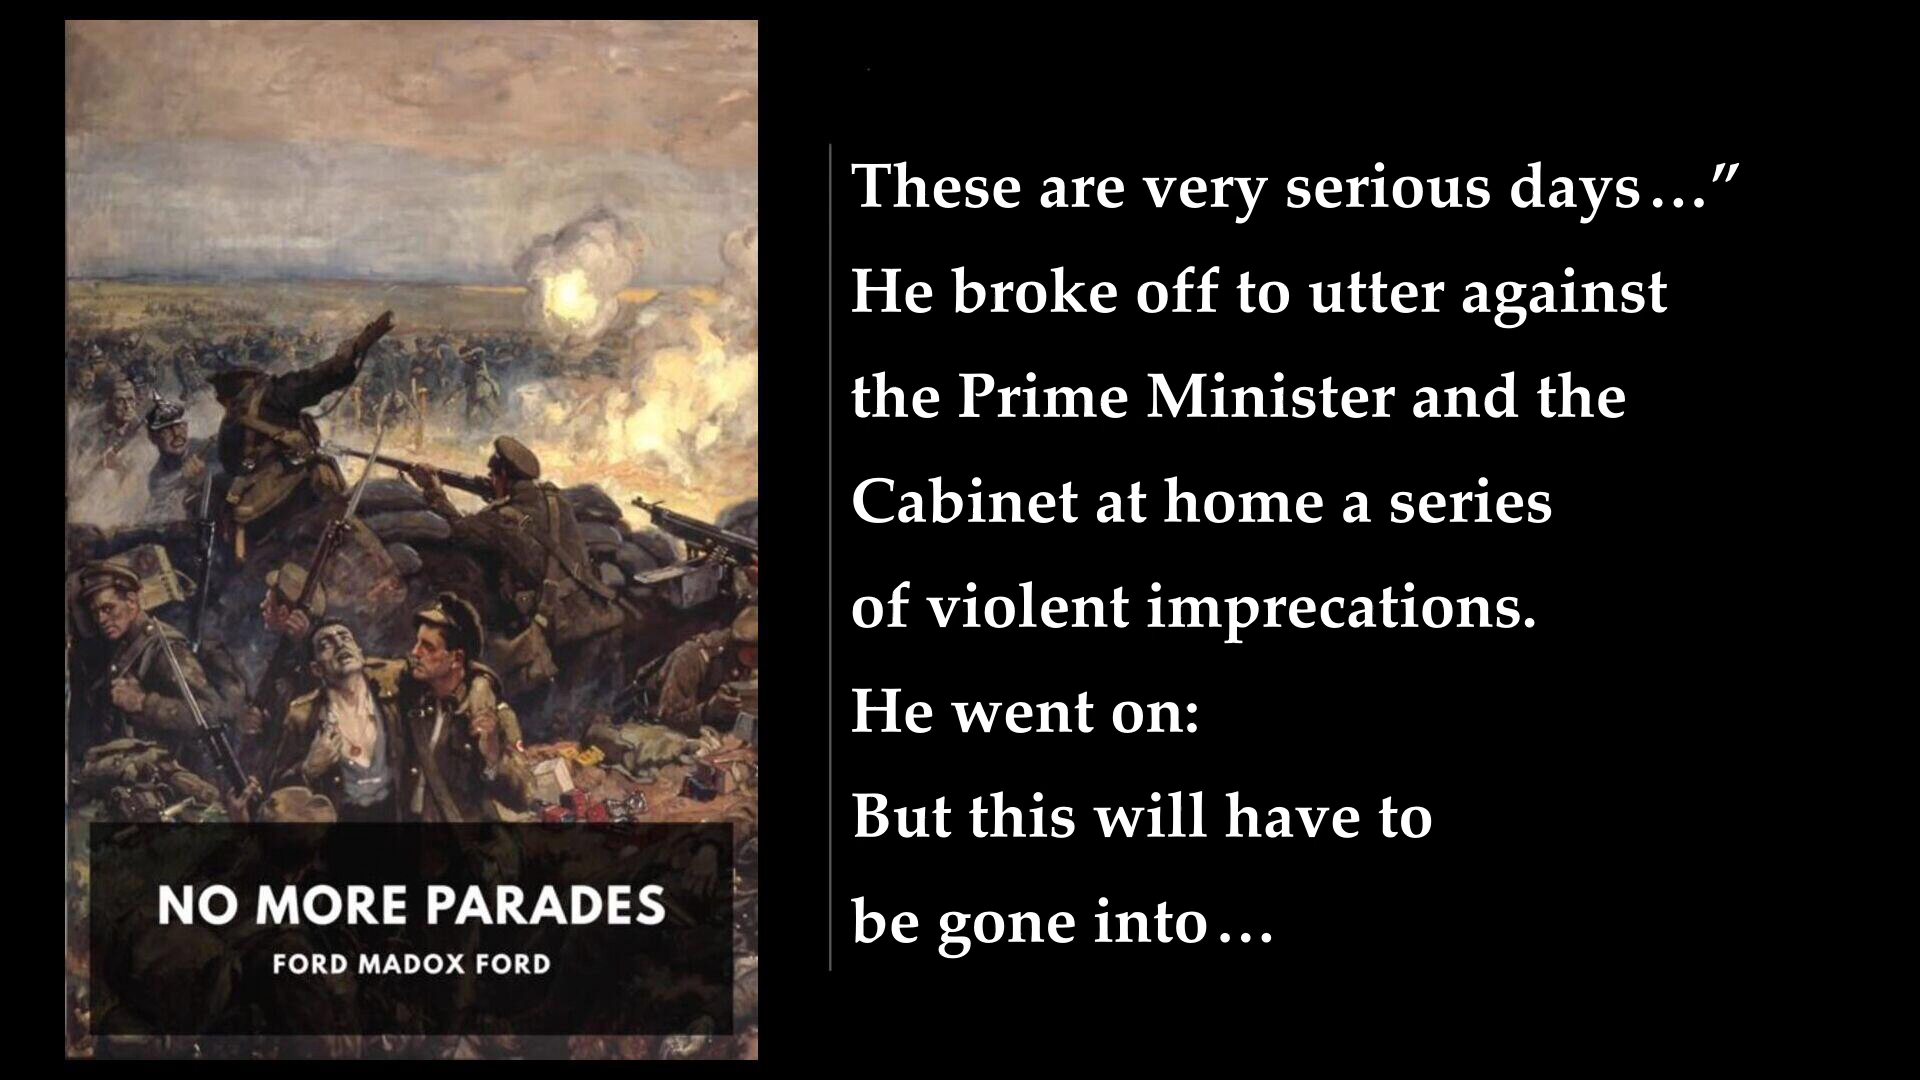 These are very serious days…”
He broke off to utter against
the Prime Minister and the
Cabinet at home a series
of violent imprecations.
He went on:
But this will have to
be gone into…
NO MORE PARADES
FORD MADOX FORD